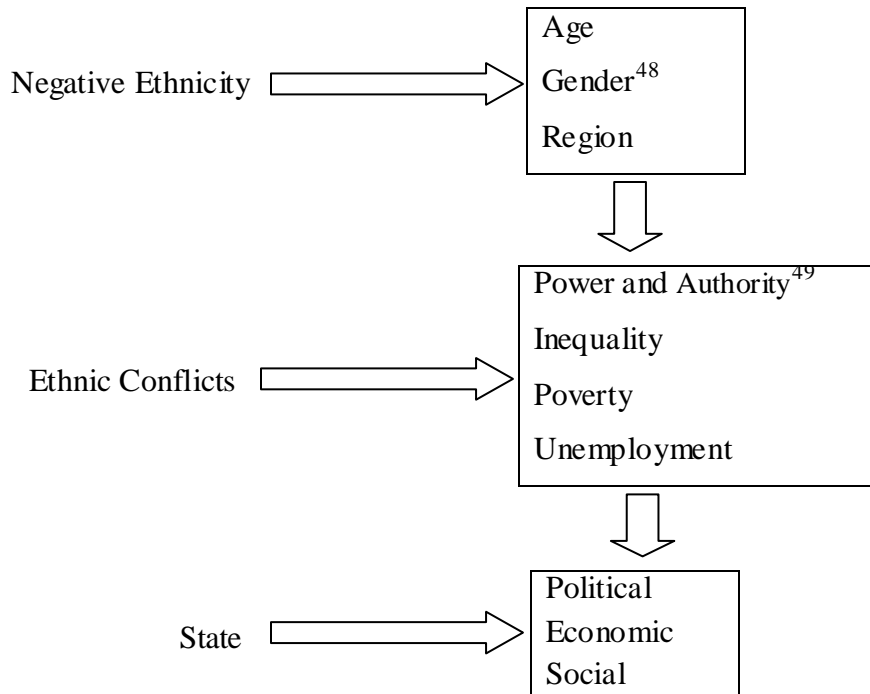 Negative Ethnicity
Age
Gender⁴⁸
Region
Ethnic Conflicts
Power and Authority⁴⁹
Inequality
Poverty
Unemployment
State
Political
Economic
Social